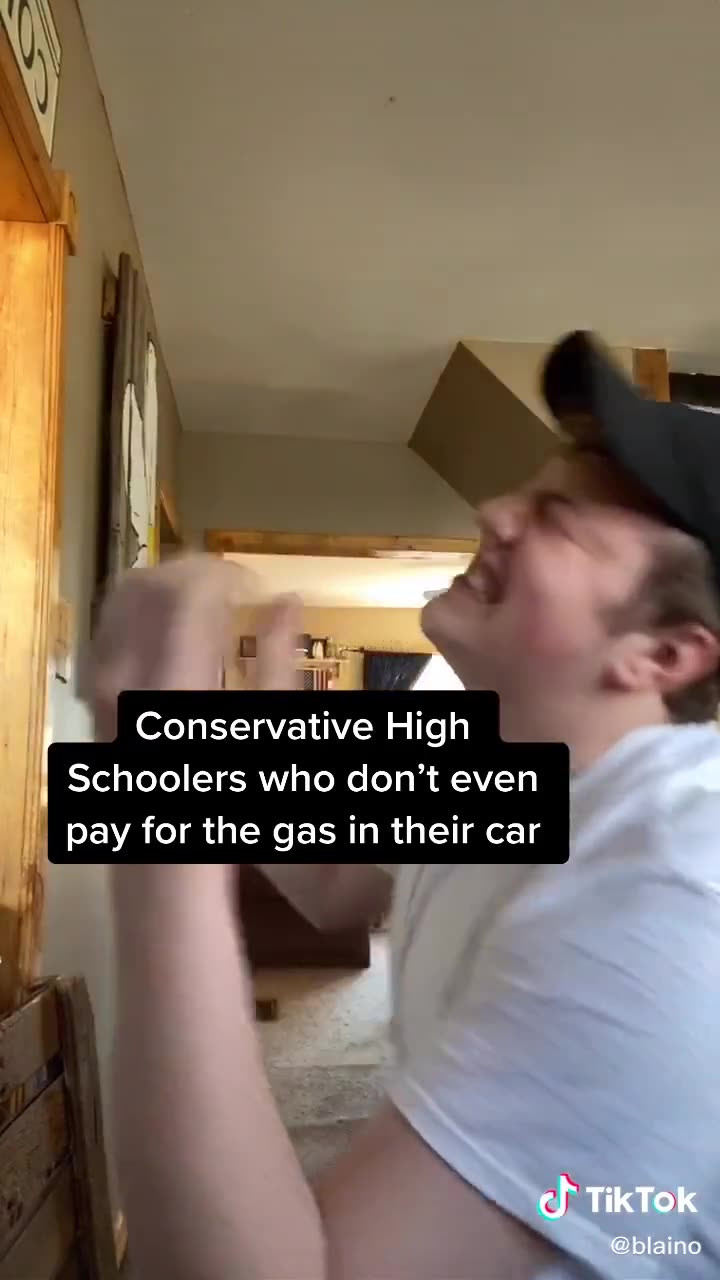 Conservative High
Schoolers who don’t even
pay for the gas in their car
TikTok
@blaino